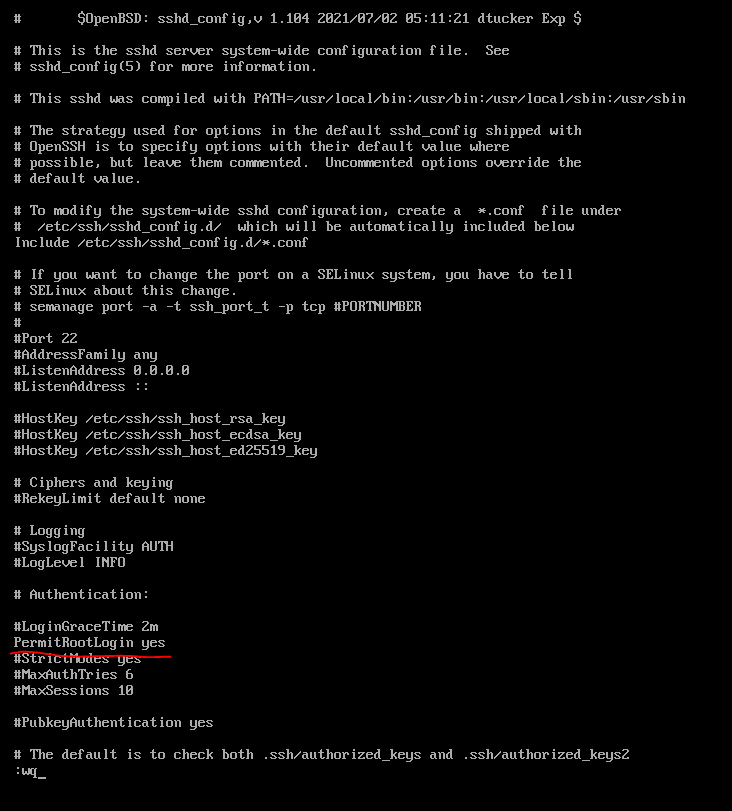 #       $OpenBSD: sshd_config,v 1.104 2021/07/02 05:11:21 dtucker Exp $
# This is the sshd server system-wide configuration file.  See
# sshd_config(5) for more information.
# This sshd was compiled with PATH=/usr/local/bin:/usr/bin:/usr/local/sbin:/usr/sbin
# The strategy used for options in the default sshd_config shipped with
# OpenSSH is to specify options with their default value where
# possible, but leave them commented.  Uncommented options override the
# default value.
# To modify the system-wide sshd configuration, create a  *.conf  file under
#  /etc/ssh/sshd_config.d/  which will be automatically included below
Include /etc/ssh/sshd_config.d/*.conf
# If you want to change the port on a SELinux system, you have to tell
# SELinux about this change.
# semanage port -a -t ssh_port_t -p tcp #PORTNUMBER
#
#Port 22
#AddressFamily any
#ListenAddress 0.0.0.0
#ListenAddress ::
#HostKey /etc/ssh/ssh_host_rsa_key
#HostKey /etc/ssh/ssh_host_ecdsa_key
#HostKey /etc/ssh/ssh_host_ed25519_key
# Ciphers and keying
#RekeyLimit default none
# Logging
#SyslogFacility AUTH
#LogLevel INFO
# Authentication:
#LoginGraceTime 2m
PermitRootLogin yes
#StrictModes yes
#MaxAuthTries 6
#MaxSessions 10
#PubkeyAuthentication yes
# The default is to check both .ssh/authorized_keys and .ssh/authorized_keys2
:wq_